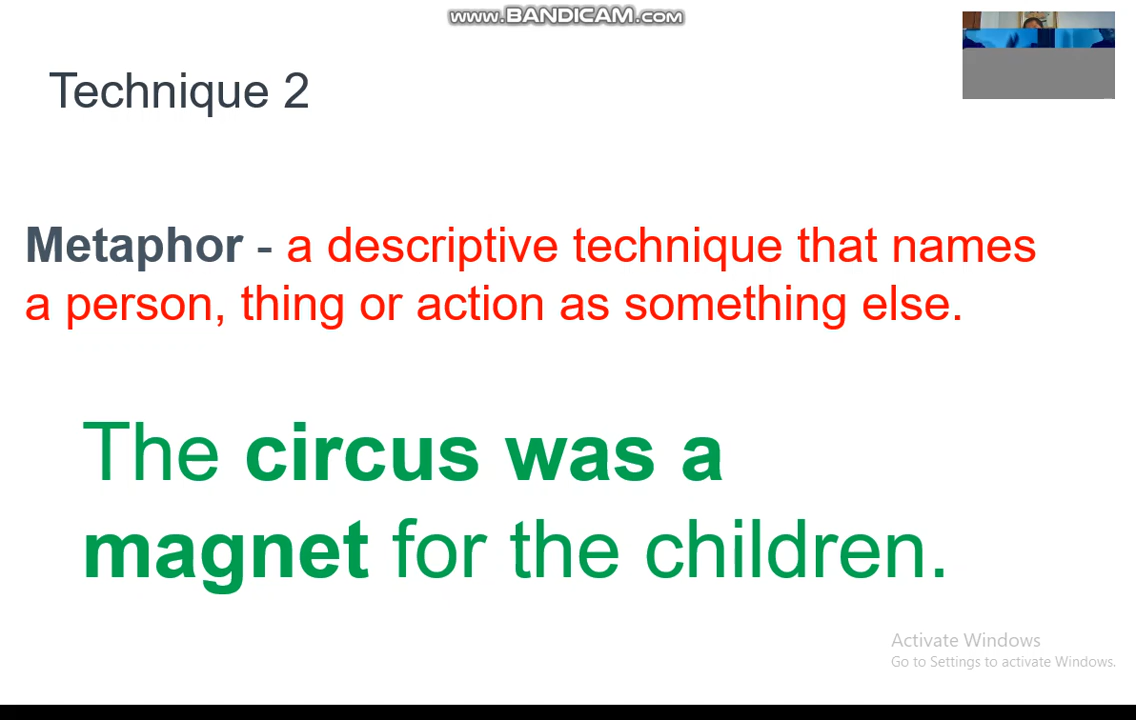 www.BANDICAM.com
Technique 2
Metaphor - a descriptive technique that names
a person, thing or action as something else.
The circus was a
magnet for the children.
Activate Windows
Go to Settings to activate Windows.